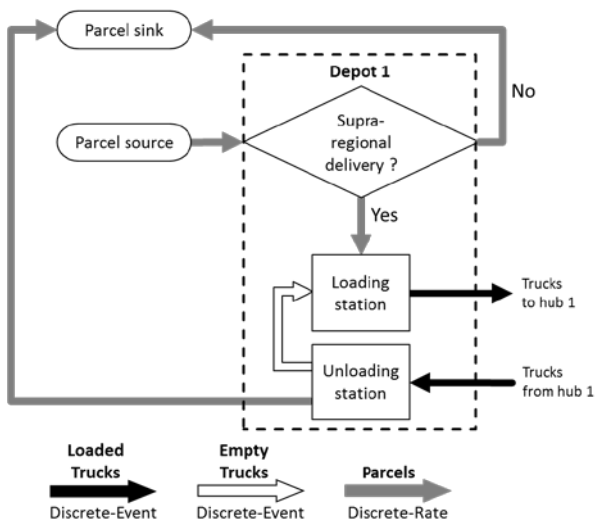 Parcel sink
Depot 1
No
Parcel source
Supra-
regional
delivery ?
Yes
Loading
station
Trucks
to hub 1
Unloading
station
Trucks
from hub 1
Loaded
Trucks
Discrete-Event
Empty
Trucks
Discrete-Event
Parcels
Discrete-Rate